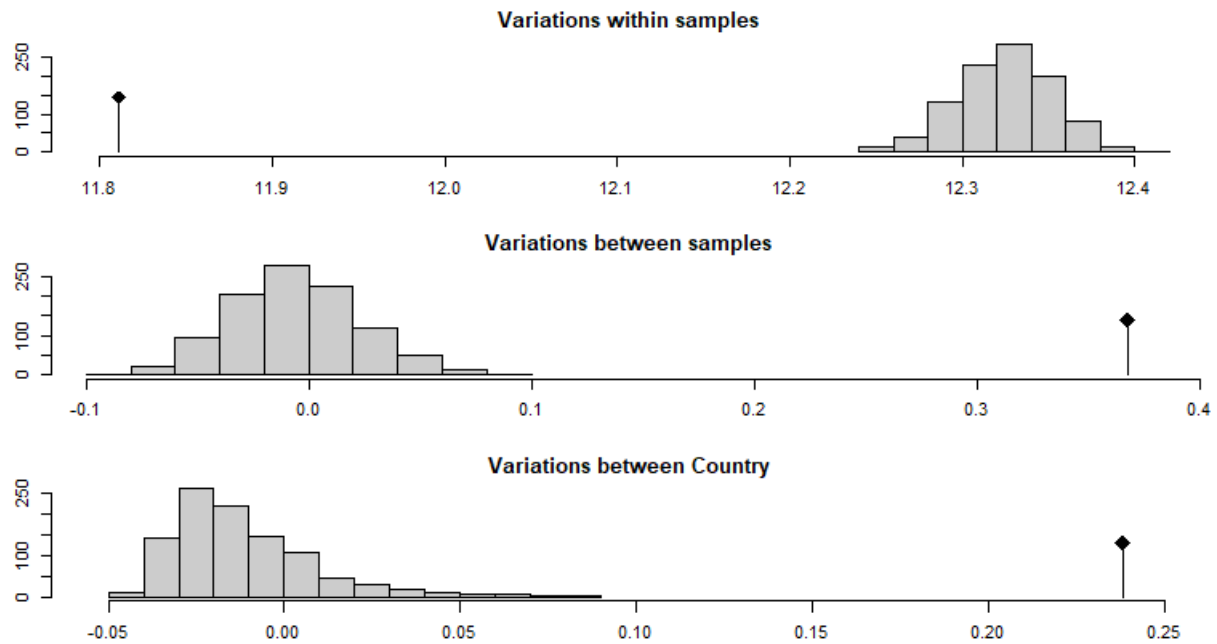 Variations within samples
0 100 250
11.8 11.9 12.0 12.1 12.2 12.3 12.4
Variations between samples
0 100 250
-0.1 0.0 0.1 0.2 0.3 0.4
Variations between Country
0 100 250
-0.05 0.00 0.05 0.10 0.15 0.20 0.25